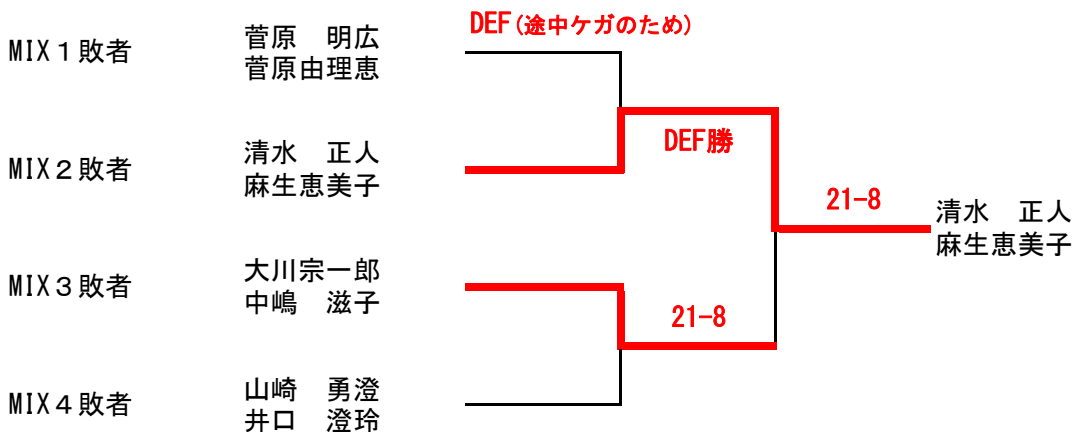 DEF(途中ケガのため)
MIX１敗者
菅原　明広
菅原由理恵
DEF勝
MIX２敗者
清水　正人
麻生恵美子
21-8
清水　正人
麻生恵美子
MIX３敗者
大川宗一郎
中嶋　滋子
21-8
MIX４敗者
山崎　勇澄
井口　澄玲